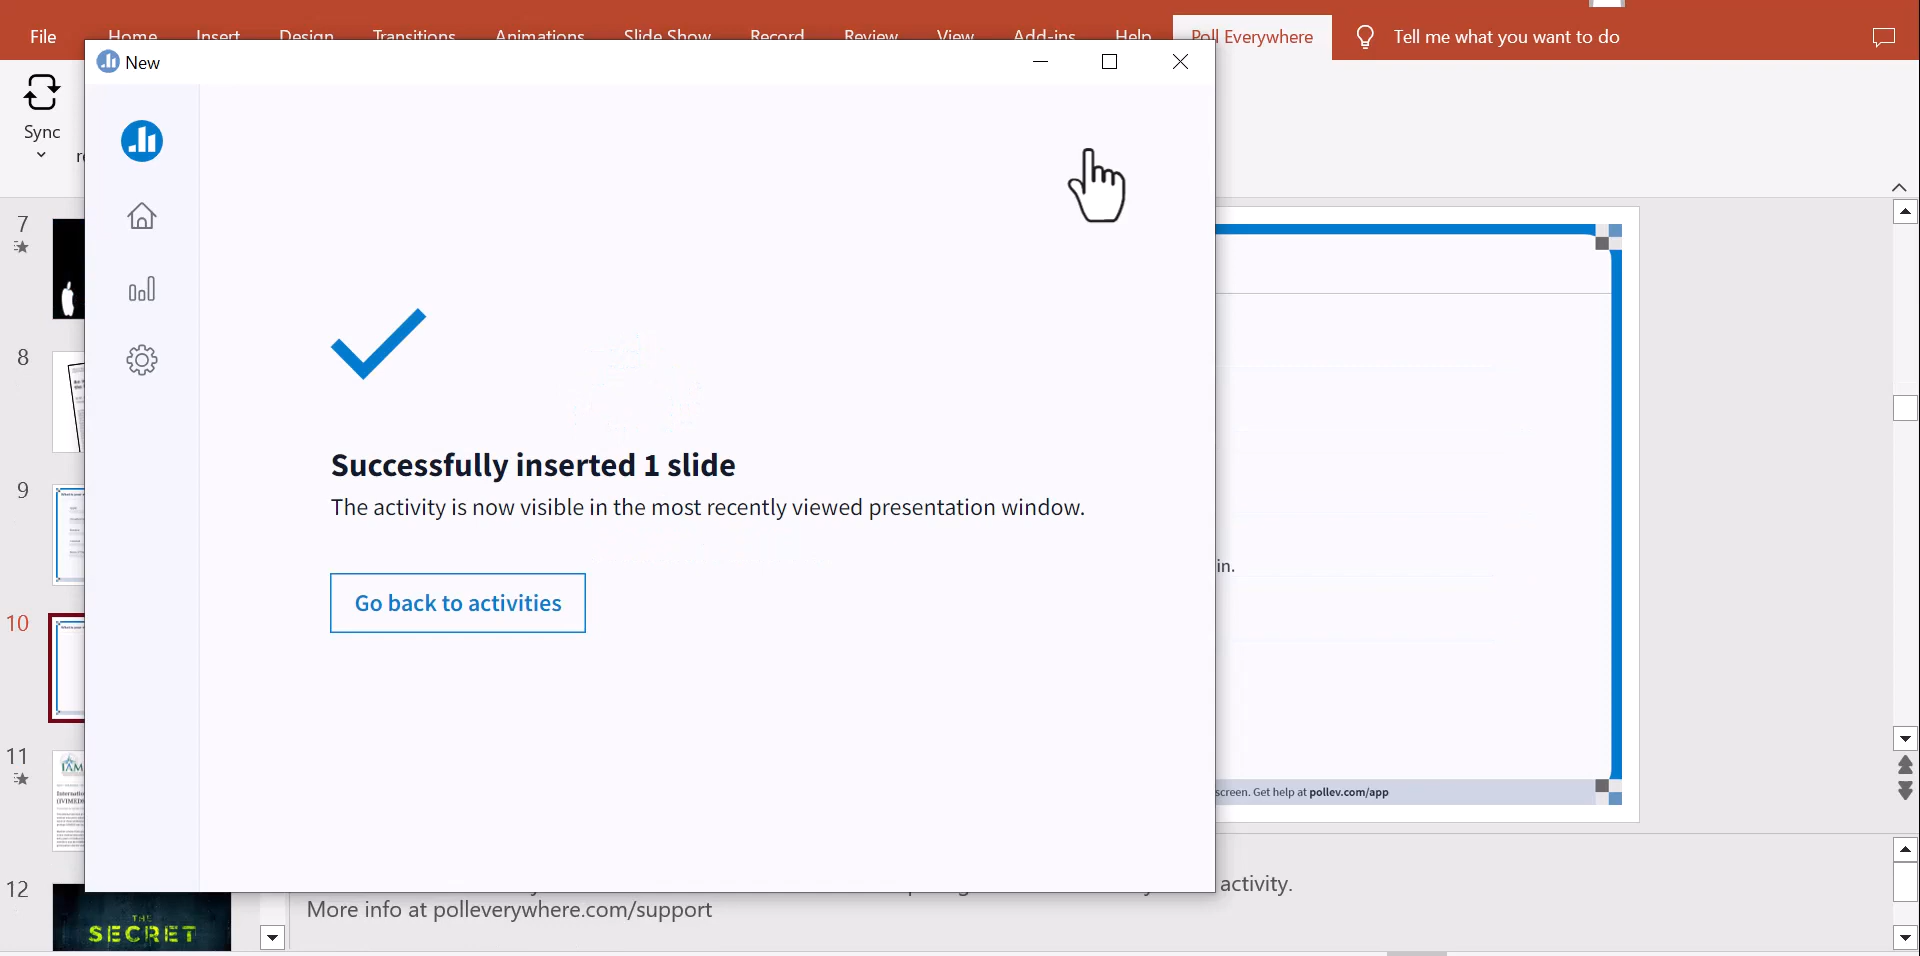 File
Home
Insert
Design
Transitions
Animations
Slide Show
Record
Review
View
Add-ins
Help
Poll Everywhere
Tell me what you want to do
New
Sync
7
8
9
10
11
12
Successfully inserted 1 slide
The activity is now visible in the most recently viewed presentation window.
Go back to activities
in.
screen. Get help at pollev.com/app
IAM
THE
SECRET
activity.
More info at polleverywhere.com/support